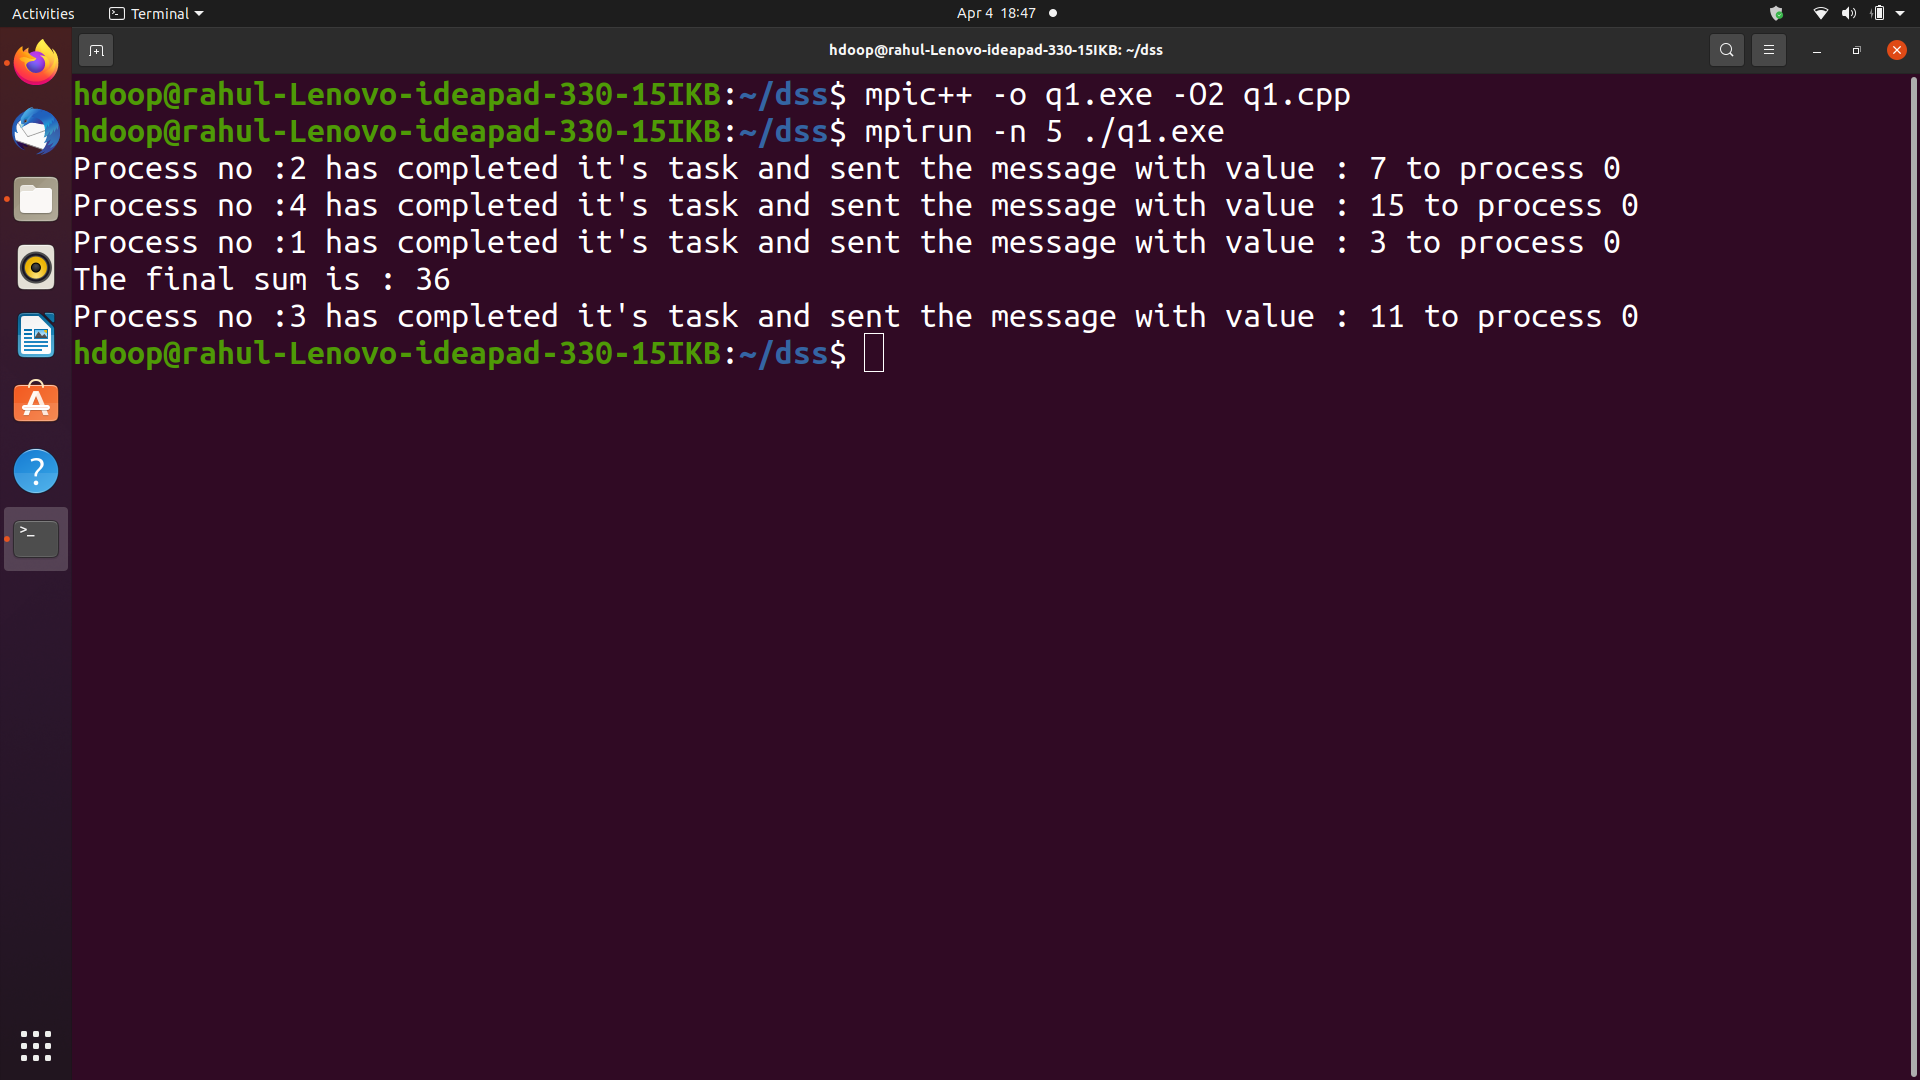 Activities Terminal Apr 4 18:47
hdoop@rahul-Lenovo-ideapad-330-15IKB: ~/dss
hdoop@rahul-Lenovo-ideapad-330-15IKB:~/dss$ mpic++ -o q1.exe -O2 q1.cpp
hdoop@rahul-Lenovo-ideapad-330-15IKB:~/dss$ mpirun -n 5 ./q1.exe
Process no :2 has completed it's task and sent the message with value : 7 to process 0
Process no :4 has completed it's task and sent the message with value : 15 to process 0
Process no :1 has completed it's task and sent the message with value : 3 to process 0
The final sum is : 36
Process no :3 has completed it's task and sent the message with value : 11 to process 0
hdoop@rahul-Lenovo-ideapad-330-15IKB:~/dss$